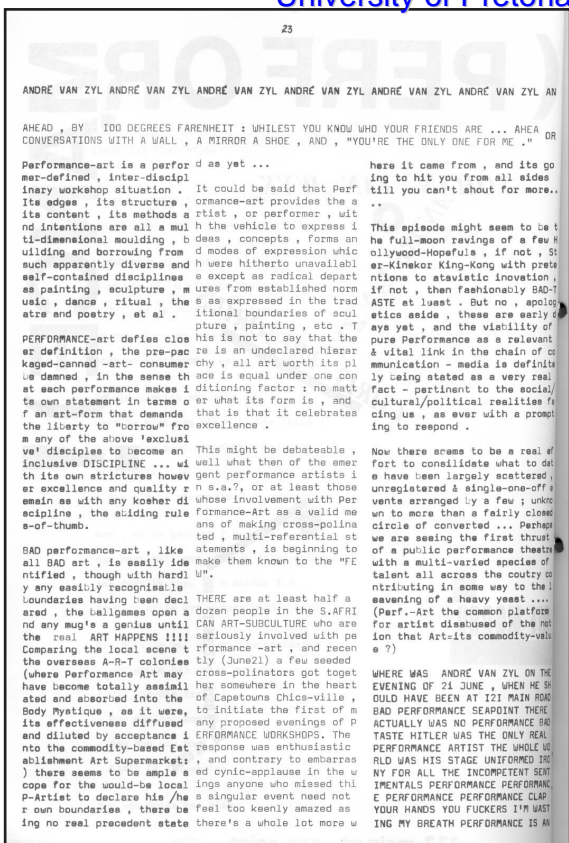 University of Pretoria
23
ANDRÉ VAN ZYL ANDRÉ VAN ZYL ANDRÉ VAN ZYL ANDRÉ VAN ZYL ANDRÉ VAN ZYL ANDRÉ VAN ZYL AN
AHEAD , BY I00 DEGREES FARENHEIT : WHILEST YOU KNOW WHO YOUR FRIENDS ARE ... AHEA OR
CONVERSATIONS WITH A WALL , A MIRROR A SHOE , AND , "YOU'RE THE ONLY ONE FOR ME ."
Performance-art is a perfor
mer-defined , inter-discipl
inary workshop situation .
Its edges , its structure ,
its content , its methods a
nd intentions are all a mul
ti-dimensional moulding , b
uilding and borrowing from
such apparently diverse and
self-contained disciplines
as painting , sculpture , m
usic , dance , ritual , the
atre and poetry , et al .
PERFORMANCE-art defies clos
er definition , the pre-pac
kaged-canned -art- consumer
be damned , in the sense th
at each performance makes i
ts own statement in terms o
f an art-form that demands
the liberty to "borrow" fro
m any of the above 'exclusi
ve' disciples to become an
inclusive DISCIPLINE ... wi
th its own strictures howev
er excellence and quality r
emain as with any kosher di
scipline , the abiding rule
s-of-thumb.
BAD performance-art , like
all BAD art , is easily ide
ntified , though with hardl
y any easibly recognisable
boundaries having been decl
ared , the ballgames open a
nd any mug's a genius until
the real ART HAPPENS !!!!
Comparing the local scene t
the overseas A-R-T colonies
(where Performance Art may
have become totally assimil
ated and absorbed into the
Body Mystique , as it were,
its effectiveness diffused
and diluted by acceptance i
nto the commodity-based Est
ablishment Art Supermarket:
) there seems to be ample s
cope for the would-be local
P-Artist to declare his /he
r own boundaries , there be
ing no real precedent state
d as yet ...
It could be said that Perf
ormance-art provides the a
rtist , or performer , wit
h the vehicle to express i
deas , concepts , forms an
d modes of expression whic
h were hitherto unavailabl
e except as radical depart
ures from established norm
s as expressed in the trad
itional boundaries of scul
pture , painting , etc . T
his is not to say that the
re is an undeclared hierar
chy , all art worth its pl
ace is equal under one con
ditioning factor : no matt
er what its form is , and
that is that it celebrates
excellence .
This might be debateable ,
well what then of the emer
gent performance artists i
n s.a.?, or at least those
whose involvement with Per
formance-Art as a valid me
ans of making cross-polina
ted , multi-referential st
atements , is beginning to
make them known to the "FE
W".
THERE are at least half a
dozen people in the S.AFRI
CAN ART-SUBCULTURE who are
seriously involved with pe
rformance -art , and recen
tly (June21) a few seeded
cross-polinators got toget
her somewhere in the heart
of Capetouns Chics-ville ,
to initiate the first of m
any proposed evenings of P
ERFORMANCE WORKSHOPS. The
response was enthusiastic
, and contrary to embarras
ed cynic-applause in the w
ings anyone who missed thi
s singular event need not
feel too keenly amazed as
there's a whole lot more w
here it came from , and its go
ing to hit you from all sides
till you can't shout for more..
..
This episode might seem to be t
he full-moon ravings of a few H
ollywood-Hopefuls , if not , St
er-Kinekor King-Kong with prete
ntions to atavistic inovation ,
if not , then fashionably BAD-T
ASTE at least . But no , apolog
etics aside , these are early d
ays yet , and the viability of
pure Performance as a relevant
& vital link in the chain of co
mmunication - media is definite
ly being stated as a very real
fact - pertinent to the social/
cultural/political realities fa
cing us , as ever with a prompt
ing to respond .
Now there seems to be a real ef
fort to consilidate what to dat
e have been largely scattered ,
unregistered & single-one-off e
vents arranged by a few ; unkno
wn to more than a fairly closed
circle of converted ... Perhaps
we are seeing the first thrust
of a public performance theatre
with a multi-varied species of
talent all across the coutry co
ntributing in some way to the l
eavening of a heavy yeast ....
(Perf.-Art the common platform
for artist disabused of the not
ion that Art=its commodity-valu
e ?)
WHERE WAS ANDRÉ VAN ZYL ON THE
EVENING OF 21 JUNE , WHEN HE SH
OULD HAVE BEEN AT I2I MAIN ROAD
BAD PERFORMANCE SEAPOINT THERE
ACTUALLY WAS NO PERFORMANCE BAD
TASTE HITLER WAS THE ONLY REAL
PERFORMANCE ARTIST THE WHOLE WO
RLD WAS HIS STAGE UNIFORMED IRO
NY FOR ALL THE INCOMPETENT SENT
IMENTALS PERFORMANCE PERFORMANC
E PERFORMANCE PERFORMANCE CLAP
YOUR HANDS YOU FUCKERS I'M WAST
ING MY BREATH PERFORMANCE IS AN